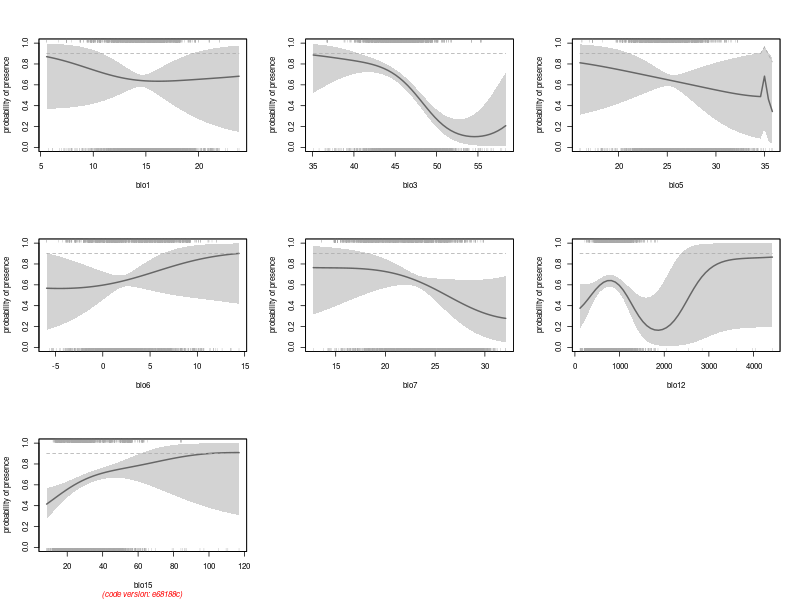 probability of presence
0.0 0.2 0.4 0.6 0.8 1.0
5 10 15 20
bio1
probability of presence
0.0 0.2 0.4 0.6 0.8 1.0
35 40 45 50 55
bio3
probability of presence
0.0 0.2 0.4 0.6 0.8 1.0
20 25 30 35
bio5
probability of presence
0.0 0.2 0.4 0.6 0.8 1.0
-5 0 5 10 15
bio6
probability of presence
0.0 0.2 0.4 0.6 0.8 1.0
15 20 25 30
bio7
probability of presence
0.0 0.2 0.4 0.6 0.8 1.0
0 1000 2000 3000 4000
bio12
probability of presence
0.0 0.2 0.4 0.6 0.8 1.0
20 40 60 80 100 120
bio15
(code version: e68188c)